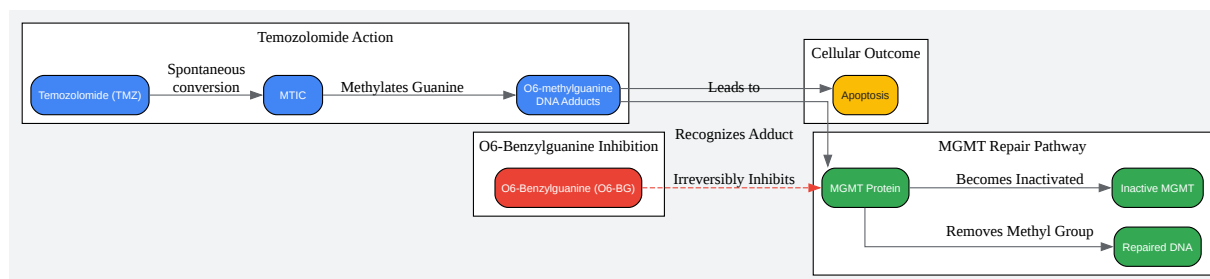 Temozolomide Action
Temozolomide (TMZ)
Spontaneous
conversion
MTIC
Methylates Guanine
O6-methylguanine
DNA Adducts
Leads to
Cellular Outcome
Apoptosis
Recognizes Adduct
O6-Benzylguanine Inhibition
O6-Benzylguanine (O6-BG)
Irreversibly Inhibits
MGMT Repair Pathway
MGMT Protein
Becomes Inactivated
Inactive MGMT
Removes Methyl Group
Repaired DNA